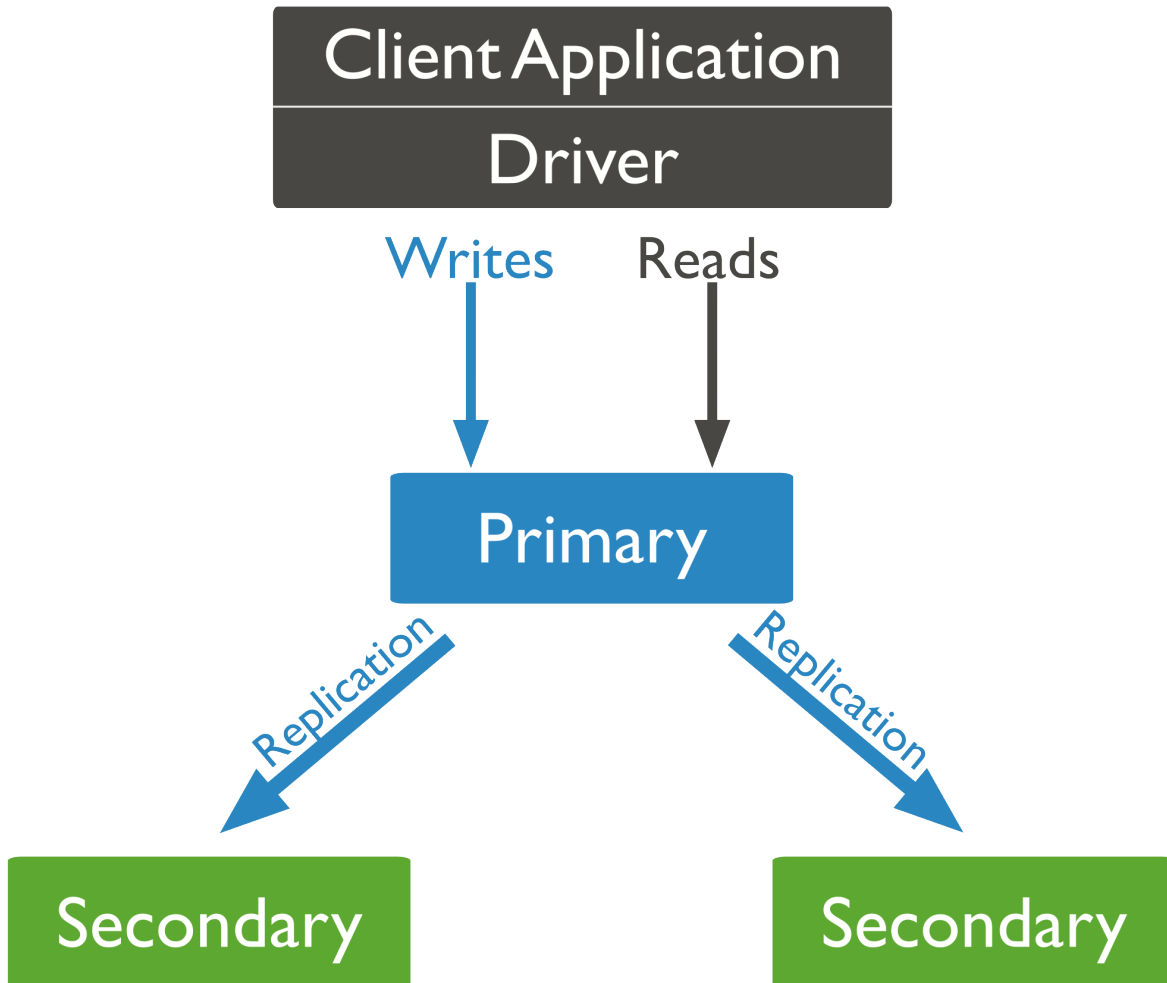 Client Application
Driver
Writes
Reads
Primary
Replication
Replication
Secondary
Secondary